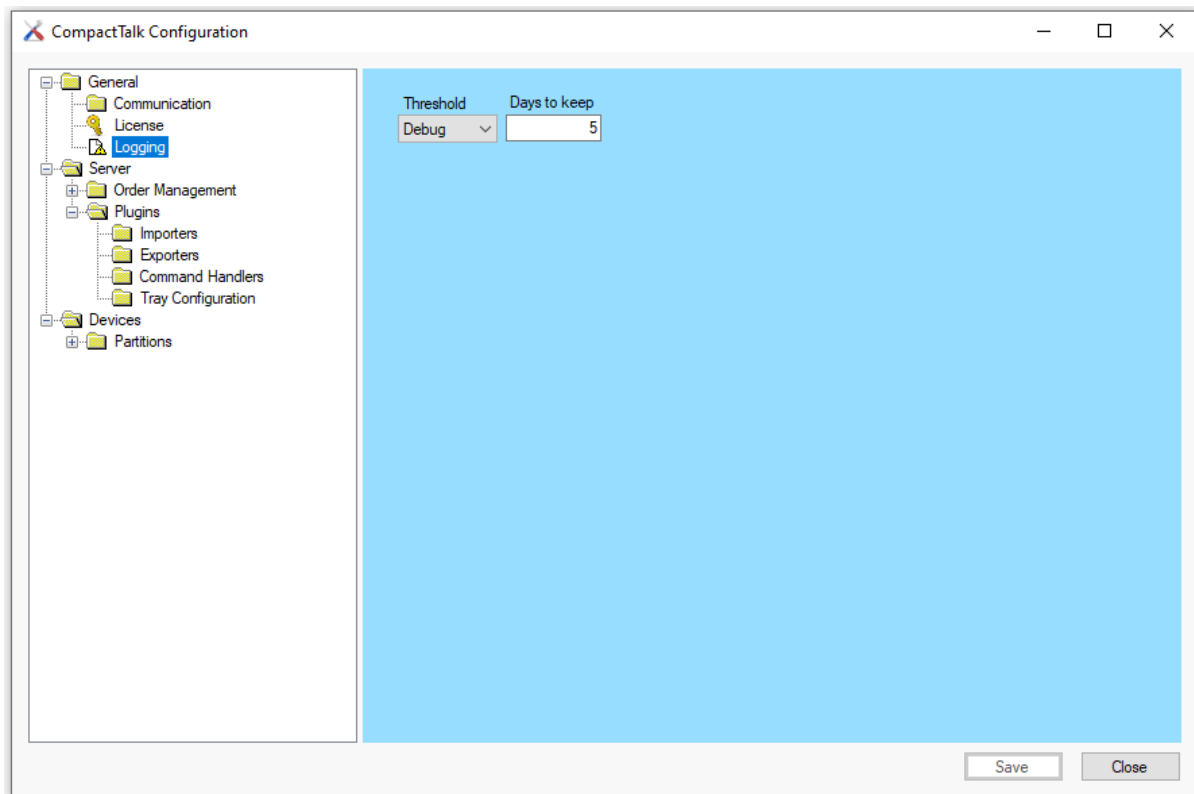 CompactTalk Configuration
General
Communication
License
Logging
Server
Order Management
Plugins
Importers
Exporters
Command Handlers
Tray Configuration
Devices
Partitions
Threshold Days to keep
Debug 5
Save Close